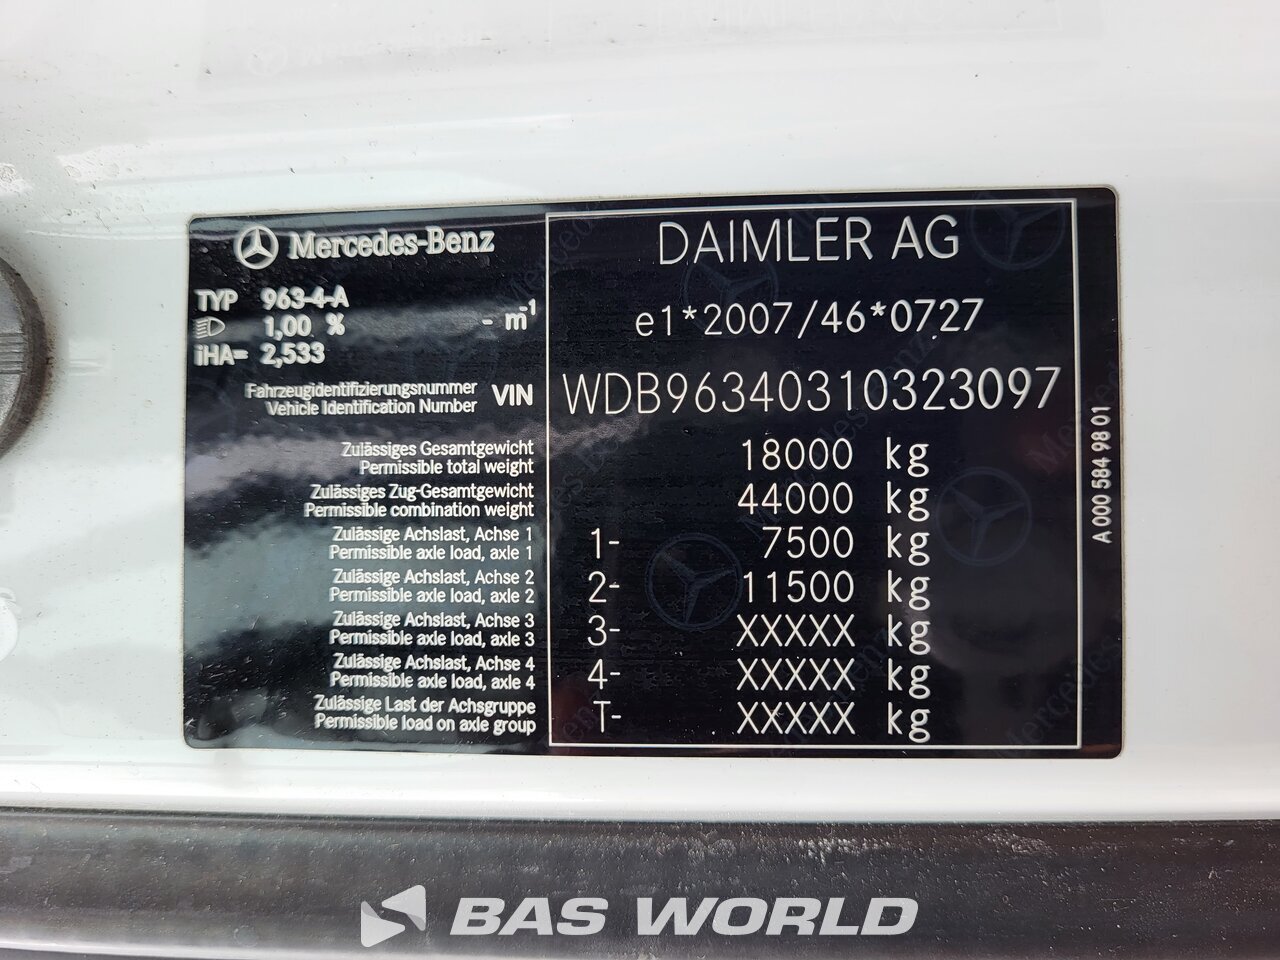 Mercedes-Benz
DAIMLER AG
TYP 963-4-A
1,00 % - m⁻¹
iHA= 2,533
e1*2007/46*0727
Fahrzeugidentifizierungsnummer
Vehicle Identification Number
VIN WDB96340310323097
Zulässiges Gesamtgewicht
Permissible total weight
18000 kg
Zulässiges Zug-Gesamtgewicht
Permissible combination weight
44000 kg
Zulässige Achslast, Achse 1
Permissible axle load, axle 1
1- 7500 kg
Zulässige Achslast, Achse 2
Permissible axle load, axle 2
2- 11500 kg
Zulässige Achslast, Achse 3
Permissible axle load, axle 3
3- XXXXX kg
Zulässige Achslast, Achse 4
Permissible axle load, axle 4
4- XXXXX kg
Zulässige Last der Achsgruppe
Permissible load on axle group
T- XXXXX kg
A 000 584 98 01
BAS WORLD